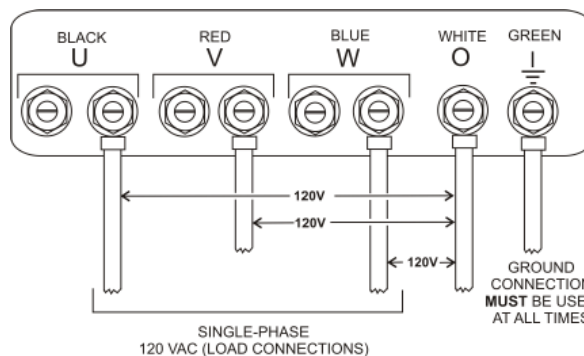 BLACK RED BLUE WHITE GREEN
U V W O
120V
120V
120V
GROUND
CONNECTION
MUST BE USE
AT ALL TIMES
SINGLE-PHASE
120 VAC (LOAD CONNECTIONS)